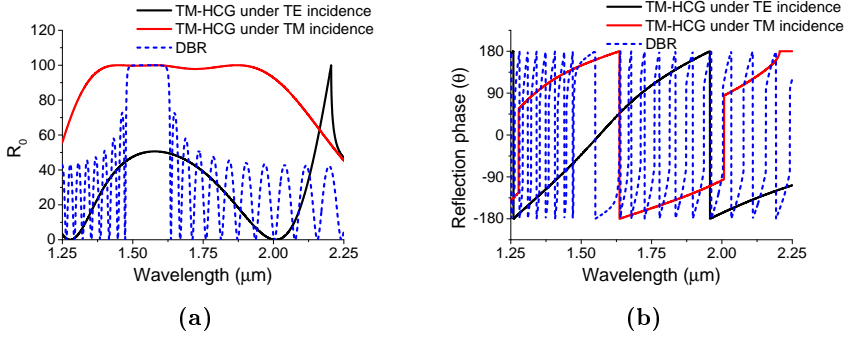 TM-HCG under TE incidence
TM-HCG under TM incidence
DBR
R0
120
100
80
60
40
20
0
1.25
1.50
1.75
2.00
2.25
Wavelength (μm)
(a)
TM-HCG under TE incidence
TM-HCG under TM incidence
DBR
Reflection phase (θ)
180
90
0
-90
-180
1.25
1.50
1.75
2.00
2.25
Wavelength (μm)
(b)